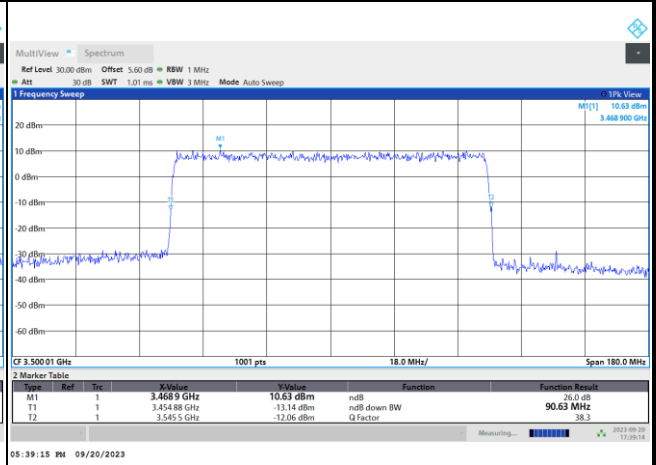 MultiView Spectrum
Ref Level 30.00 dBm Offset 5.60 dB RBW 1 MHz
Att 30 dB SWT 1.01 ms VBW 3 MHz Mode Auto Sweep
1 Frequency Sweep 1Pk View
M1[1] 10.63 dBm
3.468 900 GHz
20 dBm
M1
10 dBm
0 dBm
T1
T2
-10 dBm
-20 dBm
-30 dBm
-40 dBm
-50 dBm
-60 dBm
CF 3.500 01 GHz 1001 pts 18.0 MHz/ Span 180.0 MHz
2 Marker Table
Type Ref Trc X-Value Y-Value Function Function Result
M1 1 3.468 9 GHz 10.63 dBm ndB 26.0 dB
T1 1 3.454 88 GHz -13.14 dBm ndB down BW 90.63 MHz
T2 1 3.545 5 GHz -12.06 dBm Q Factor 38.3
Measuring... 2023-09-20
17:39:14
05:39:15 PM 09/20/2023